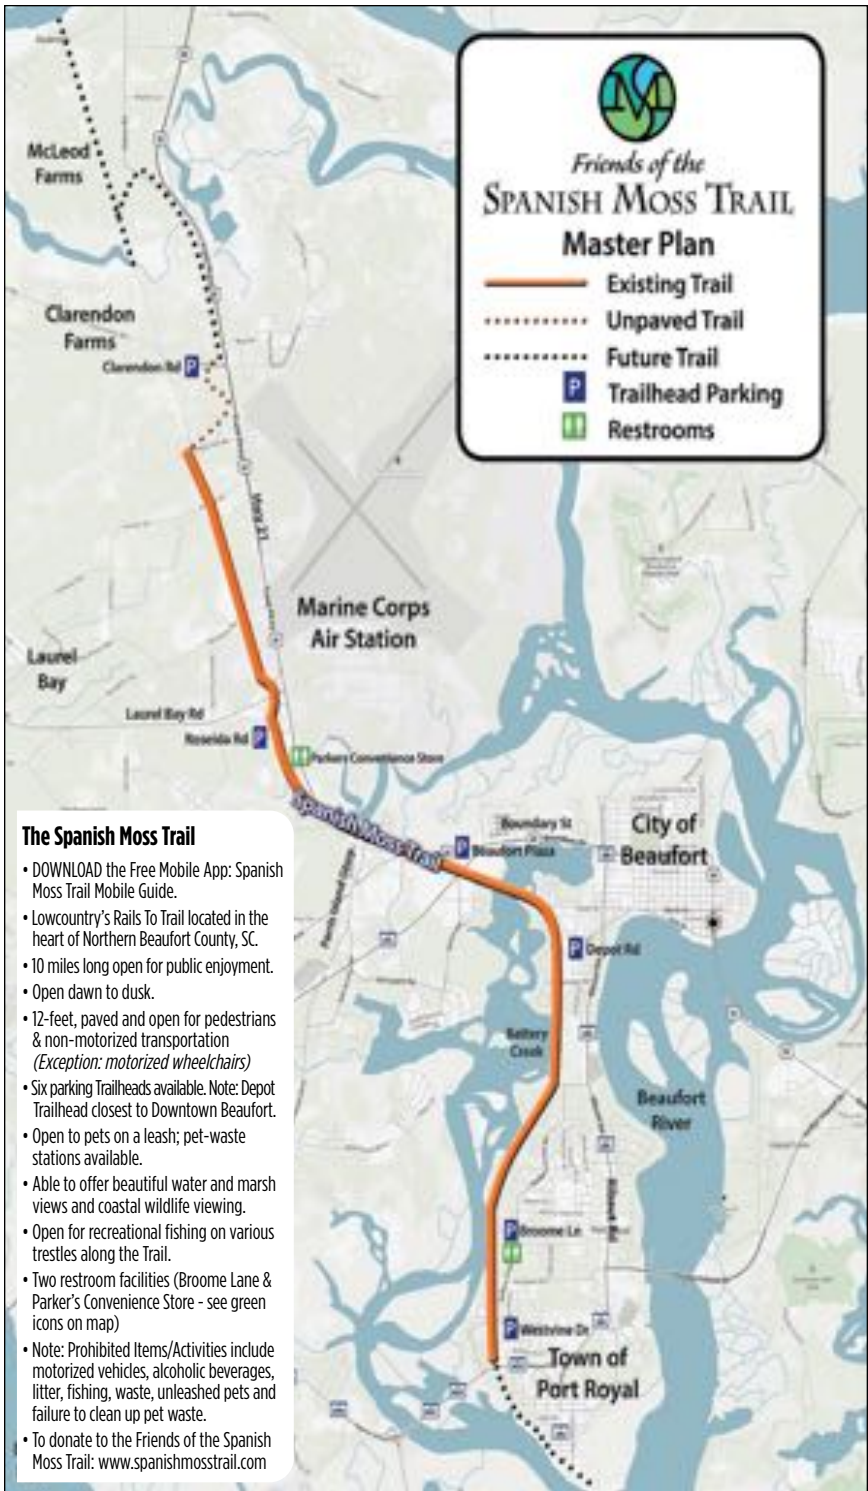 McLeod
Farms
Friends of the
SPANISH MOSS TRAIL
Master Plan
Existing Trail
Unpaved Trail
Future Trail
P
Trailhead Parking
Restrooms
Clarendon
Farms
Clarendon Rd P
Marine Corps
Air Station
Laurel
Bay
Laurel Bay Rd
Roseida Rd P
Parkers Convenience Store
Spanish Moss Trail
Boundary St
P Beaufort Plaza
City of
Beaufort
P Depot Rd
Battery
Creek
Beaufort
River
Ribaut Rd
P Broome Ln
P Westvine Dr
Town of
Port Royal
The Spanish Moss Trail
• DOWNLOAD the Free Mobile App: Spanish
Moss Trail Mobile Guide.
• Lowcountry's Rails To Trail located in the
heart of Northern Beaufort County, SC.
• 10 miles long open for public enjoyment.
• Open dawn to dusk.
• 12-feet, paved and open for pedestrians
& non-motorized transportation
(Exception: motorized wheelchairs)
• Six parking Trailheads available. Note: Depot
Trailhead closest to Downtown Beaufort.
• Open to pets on a leash; pet-waste
stations available.
• Able to offer beautiful water and marsh
views and coastal wildlife viewing.
• Open for recreational fishing on various
trestles along the Trail.
• Two restroom facilities (Broome Lane &
Parker's Convenience Store - see green
icons on map)
• Note: Prohibited Items/Activities include
motorized vehicles, alcoholic beverages,
litter, fishing, waste, unleashed pets and
failure to clean up pet waste.
• To donate to the Friends of the Spanish
Moss Trail: www.spanishmosstrail.com